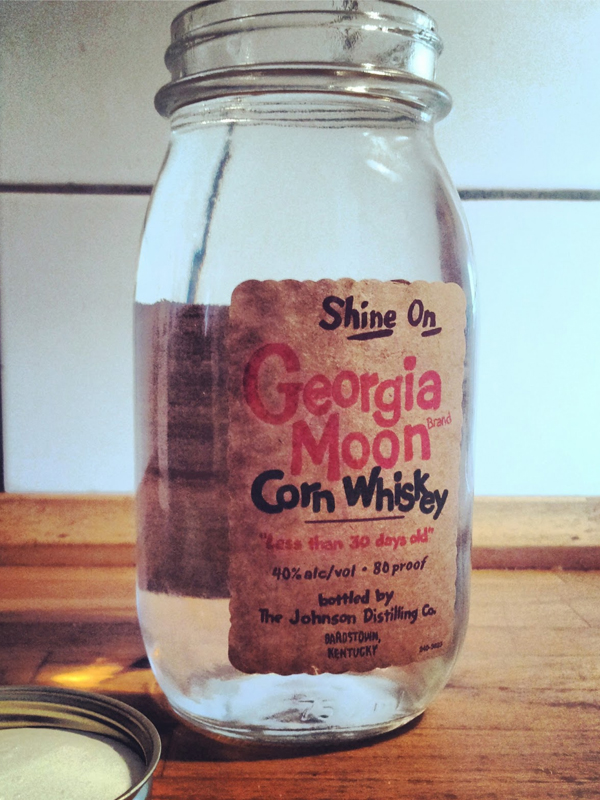 Shine On
Georgia
Moon Brand
Corn Whiskey
"Less than 30 days old"
40% alc/vol • 80 proof
bottled by
The Johnson Distilling Co.
BARDSTOWN,
KENTUCKY